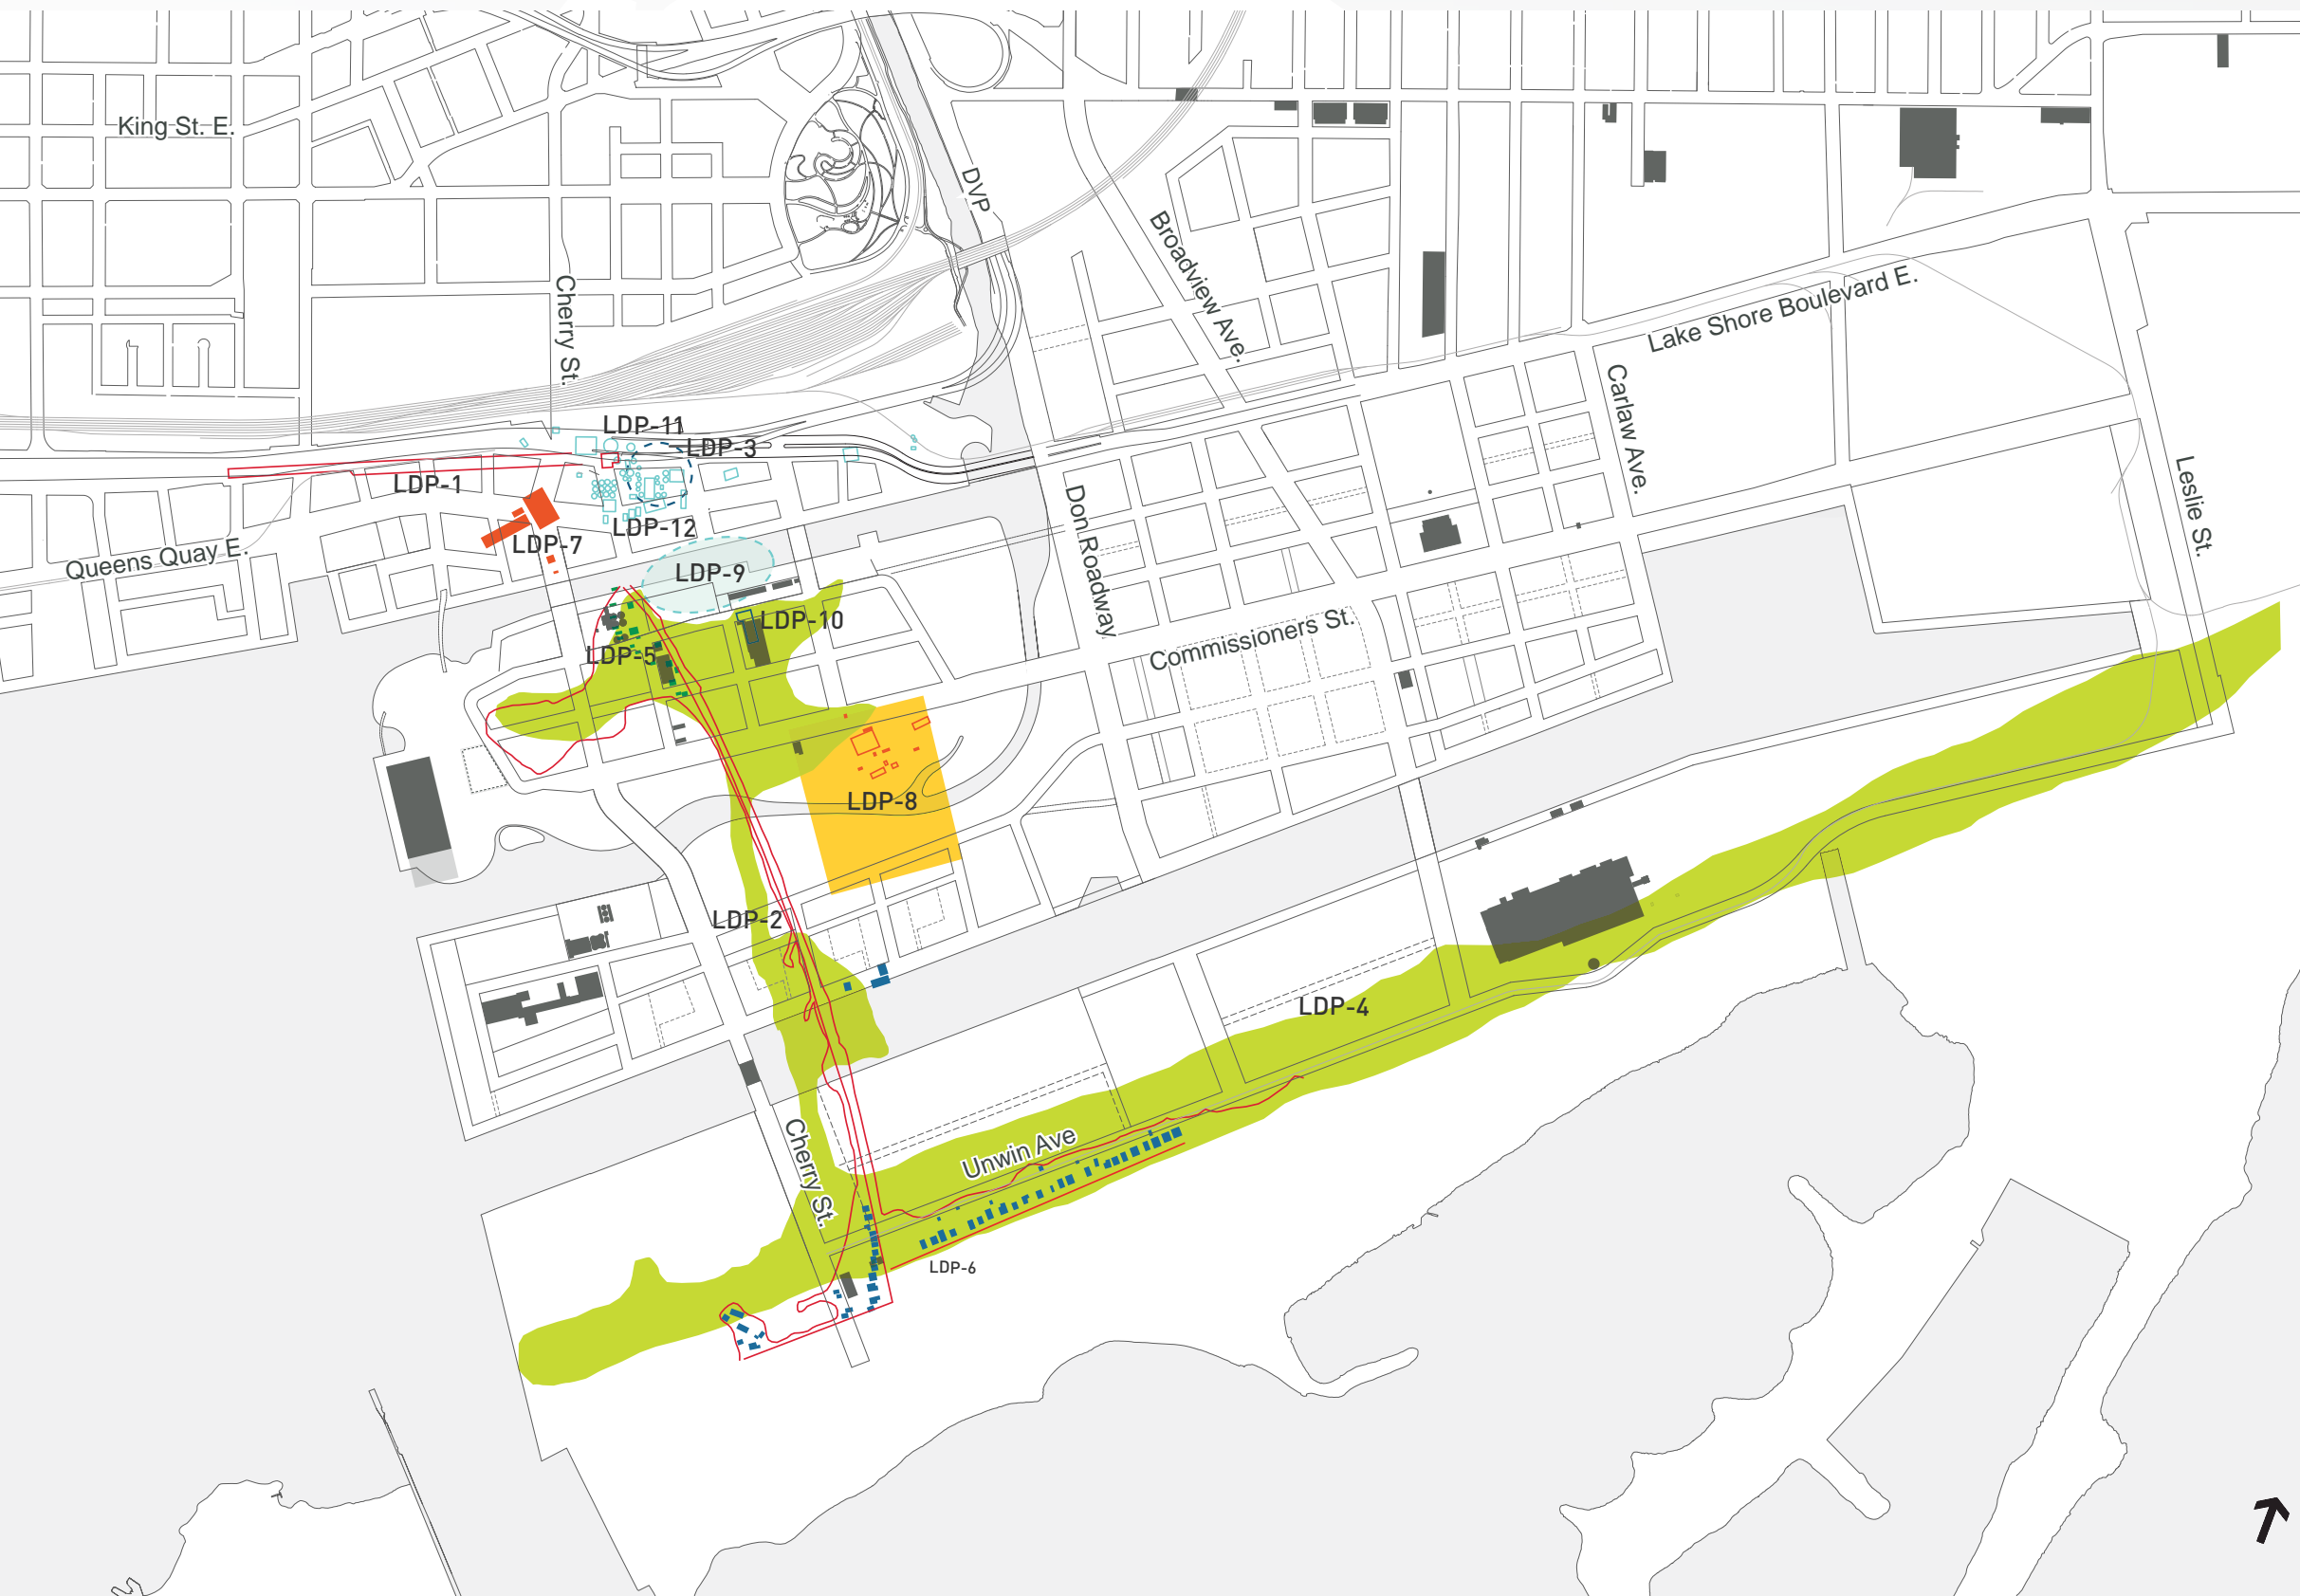 King St. E.
DVP
Broadview Ave.
Cherry St.
Lake Shore Boulevard E.
Carlaw Ave.
LDP-11
LDP-3
LDP-1
Leslie St.
LDP-12
LDP-7
Queens Quay E.
Don Roadway
LDP-9
LDP-10
Commissioners St.
LDP-5
LDP-8
LDP-2
LDP-4
Unwin Ave
Cherry St.
LDP-6